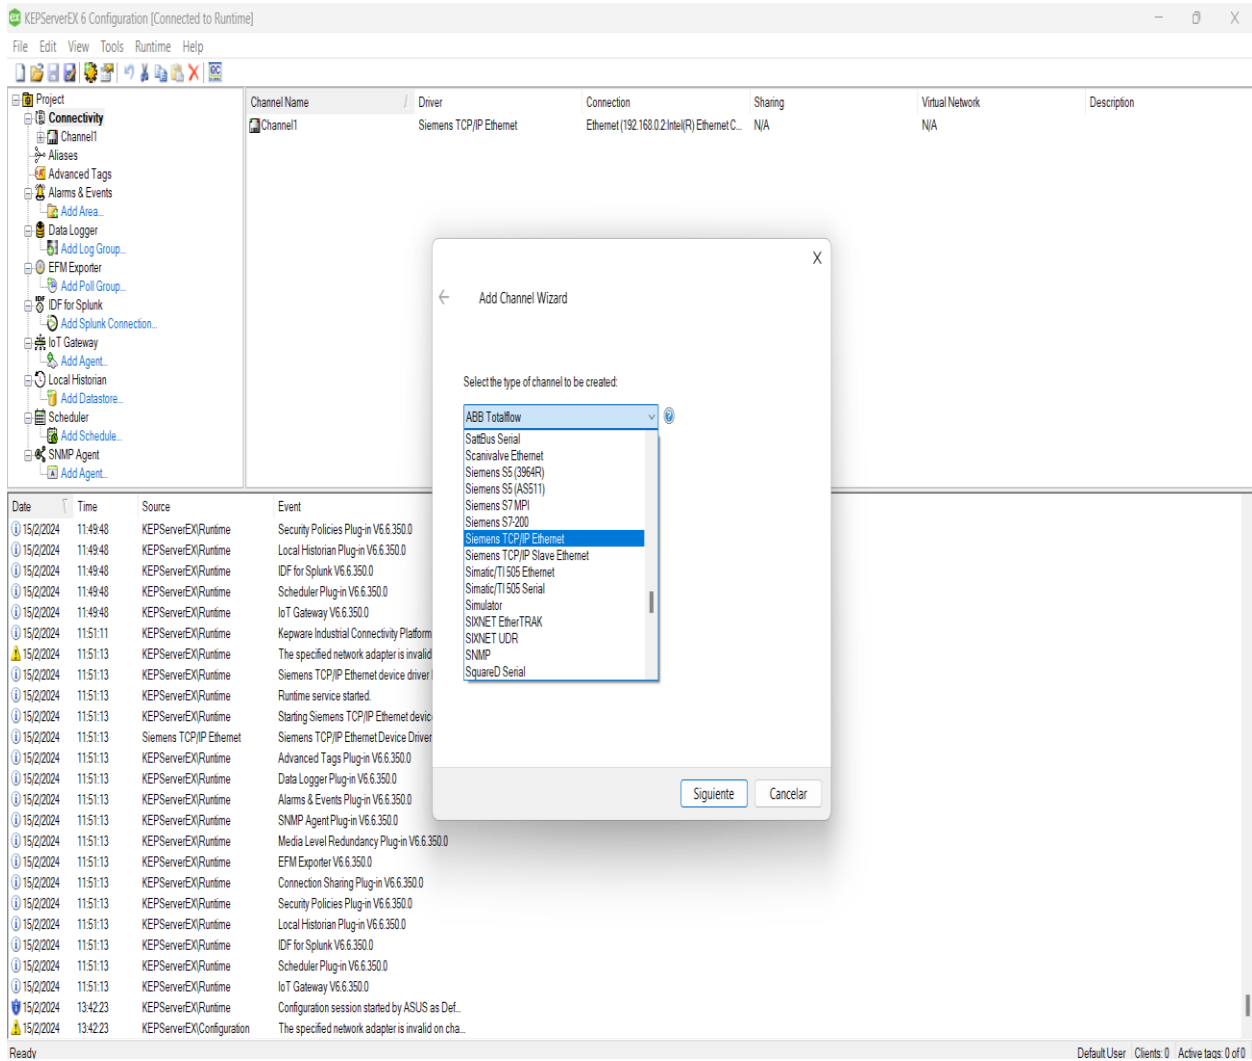 KEPServerEX 6 Configuration [Connected to Runtime]
File Edit View Tools Runtime Help
Project
Connectivity
Channel1
Aliases
Advanced Tags
Alarms & Events
Add Area...
Data Logger
Add Log Group...
EFM Exporter
Add Poll Group...
IDF for Splunk
Add Splunk Connection...
IoT Gateway
Add Agent...
Local Historian
Add Datastore...
Scheduler
Add Schedule...
SNMP Agent
Add Agent...
Channel Name Driver Connection Sharing Virtual Network Description
Channel1 Siemens TCP/IP Ethernet Ethernet (192.168.0.2:Intel(R) Ethernet C... N/A N/A
X
Add Channel Wizard
Select the type of channel to be created:
ABB Totalflow
SattBus Serial
Scanivalve Ethernet
Siemens S5 (3964R)
Siemens S5 (AS511)
Siemens S7 MPI
Siemens S7-200
Siemens TCP/IP Ethernet
Siemens TCP/IP Slave Ethernet
Simatic/TI 505 Ethernet
Simatic/TI 505 Serial
Simulator
SIXNET EtherTRAK
SIXNET UDR
SNMP
SquareD Serial
Siguiente Cancelar
Date Time Source Event
15/2/2024 11:49:48 KEPServerEX\Runtime Security Policies Plug-in V6.6.350.0
15/2/2024 11:49:48 KEPServerEX\Runtime Local Historian Plug-in V6.6.350.0
15/2/2024 11:49:48 KEPServerEX\Runtime IDF for Splunk V6.6.350.0
15/2/2024 11:49:48 KEPServerEX\Runtime Scheduler Plug-in V6.6.350.0
15/2/2024 11:49:48 KEPServerEX\Runtime IoT Gateway V6.6.350.0
15/2/2024 11:51:11 KEPServerEX\Runtime Kepware Industrial Connectivity Platform
15/2/2024 11:51:13 KEPServerEX\Runtime The specified network adapter is invalid
15/2/2024 11:51:13 KEPServerEX\Runtime Siemens TCP/IP Ethernet device driver
15/2/2024 11:51:13 KEPServerEX\Runtime Runtime service started.
15/2/2024 11:51:13 KEPServerEX\Runtime Starting Siemens TCP/IP Ethernet devic
15/2/2024 11:51:13 Siemens TCP/IP Ethernet Siemens TCP/IP Ethernet Device Driver
15/2/2024 11:51:13 KEPServerEX\Runtime Advanced Tags Plug-in V6.6.350.0
15/2/2024 11:51:13 KEPServerEX\Runtime Data Logger Plug-in V6.6.350.0
15/2/2024 11:51:13 KEPServerEX\Runtime Alarms & Events Plug-in V6.6.350.0
15/2/2024 11:51:13 KEPServerEX\Runtime SNMP Agent Plug-in V6.6.350.0
15/2/2024 11:51:13 KEPServerEX\Runtime Media Level Redundancy Plug-in V6.6.350.0
15/2/2024 11:51:13 KEPServerEX\Runtime EFM Exporter V6.6.350.0
15/2/2024 11:51:13 KEPServerEX\Runtime Connection Sharing Plug-in V6.6.350.0
15/2/2024 11:51:13 KEPServerEX\Runtime Security Policies Plug-in V6.6.350.0
15/2/2024 11:51:13 KEPServerEX\Runtime Local Historian Plug-in V6.6.350.0
15/2/2024 11:51:13 KEPServerEX\Runtime IDF for Splunk V6.6.350.0
15/2/2024 11:51:13 KEPServerEX\Runtime Scheduler Plug-in V6.6.350.0
15/2/2024 11:51:13 KEPServerEX\Runtime IoT Gateway V6.6.350.0
15/2/2024 13:42:23 KEPServerEX\Runtime Configuration session started by ASUS as Def...
15/2/2024 13:42:23 KEPServerEX\Configuration The specified network adapter is invalid on cha...
Ready Default User Clients: 0 Active tags: 0 of 0